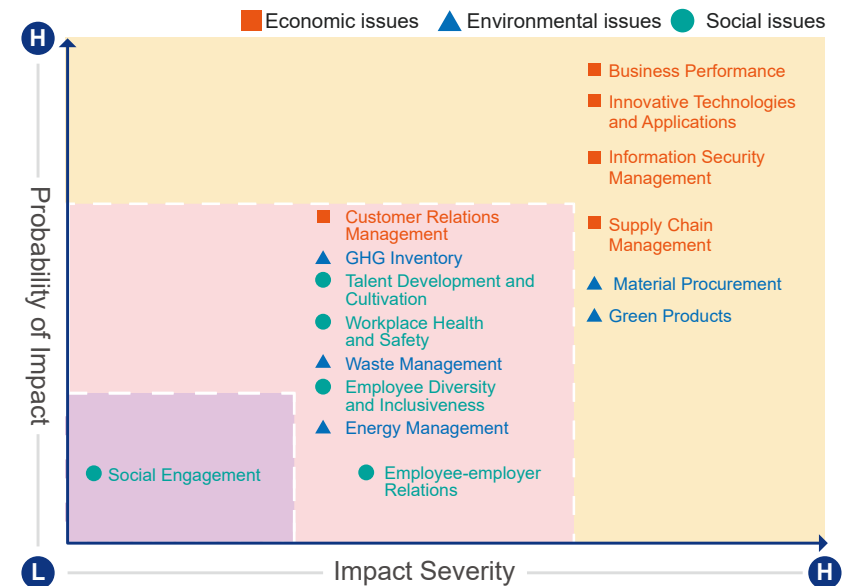 Economic issues
Environmental issues
Social issues
H
Probability of Impact
Business Performance
Innovative Technologies
and Applications
Information Security
Management
Supply Chain
Management
Material Procurement
Green Products
Customer Relations
Management
GHG Inventory
Talent Development and
Cultivation
Workplace Health
and Safety
Waste Management
Employee Diversity
and Inclusiveness
Energy Management
Employee-employer
Relations
Social Engagement
L
Impact Severity
H